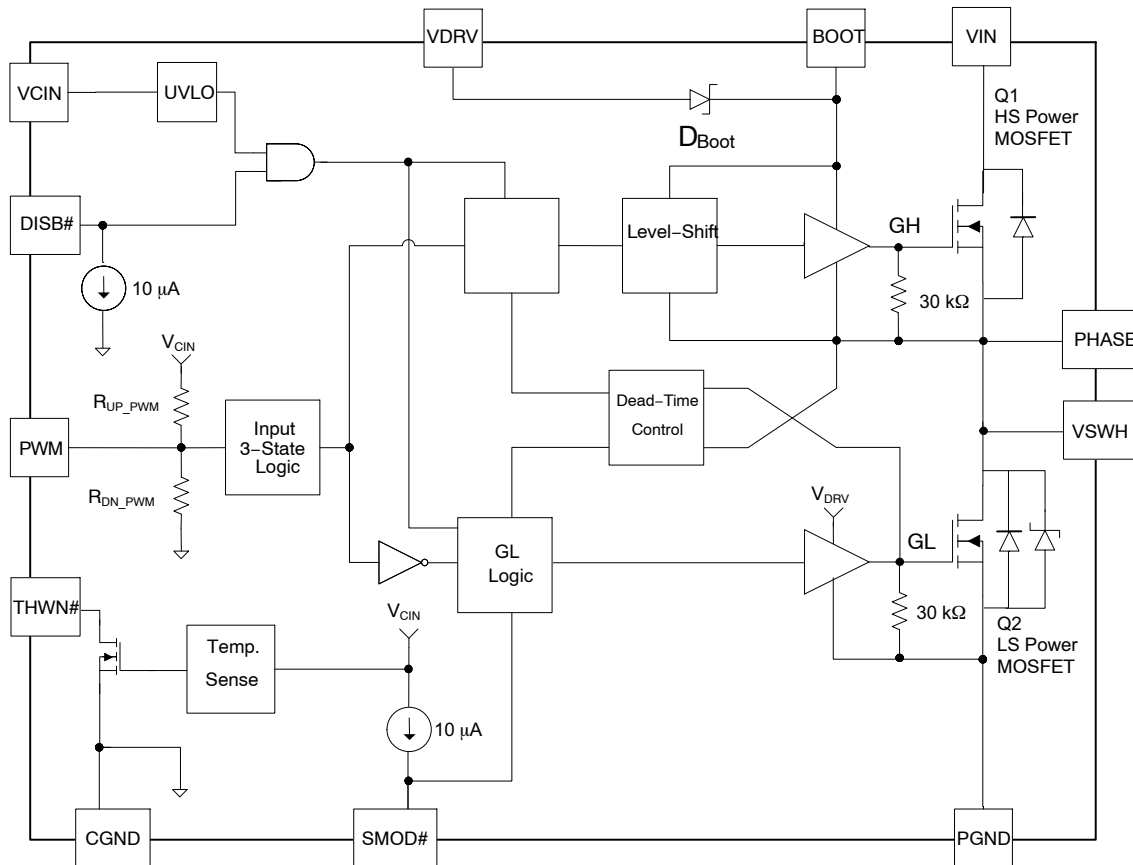 VDRV
BOOT
VIN
VCIN
UVLO
Q1
HS Power
MOSFET
DBoot
DISB#
Level−Shift
GH
10 μA
30 kΩ
VCIN
PHASE
RUP_PWM
Dead−Time
Control
Input
3−State
Logic
PWM
VSWH
RDN_PWM
VDRV
GL
GL
Logic
THWN#
VCIN
30 kΩ
Q2
LS Power
MOSFET
Temp.
Sense
10 μA
CGND
SMOD#
PGND